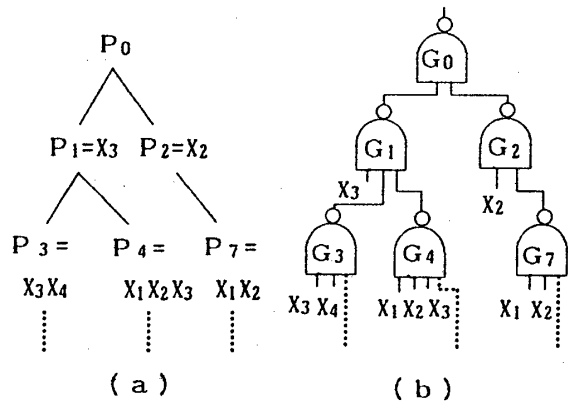 P0
G0
P1=X3 P2=X2
G1
G2
X3
X2
P3= P4= P7=
G3
G4
G7
X3X4 X1X2X3 X1X2
X3 X4
X1 X2 X3
X1 X2
(a)
(b)